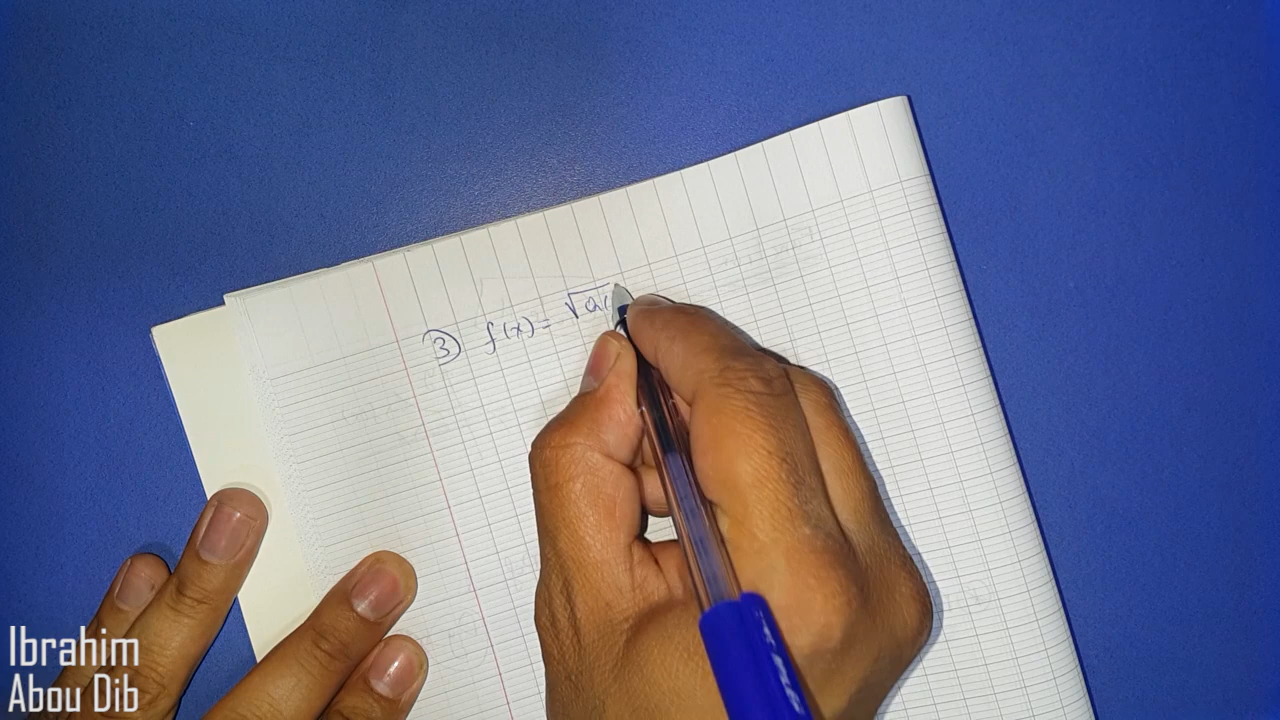 ③ f(x) = √a
Ibrahim
Abou Dib